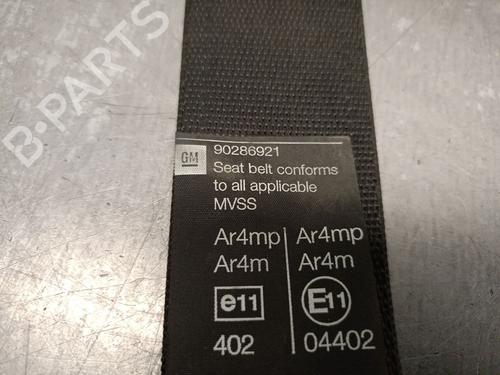 B-PARTS
GM
90286921
Seat belt conforms
to all applicable
MVSS
Ar4mp
Ar4m
e11
402
Ar4mp
Ar4m
E11
04402